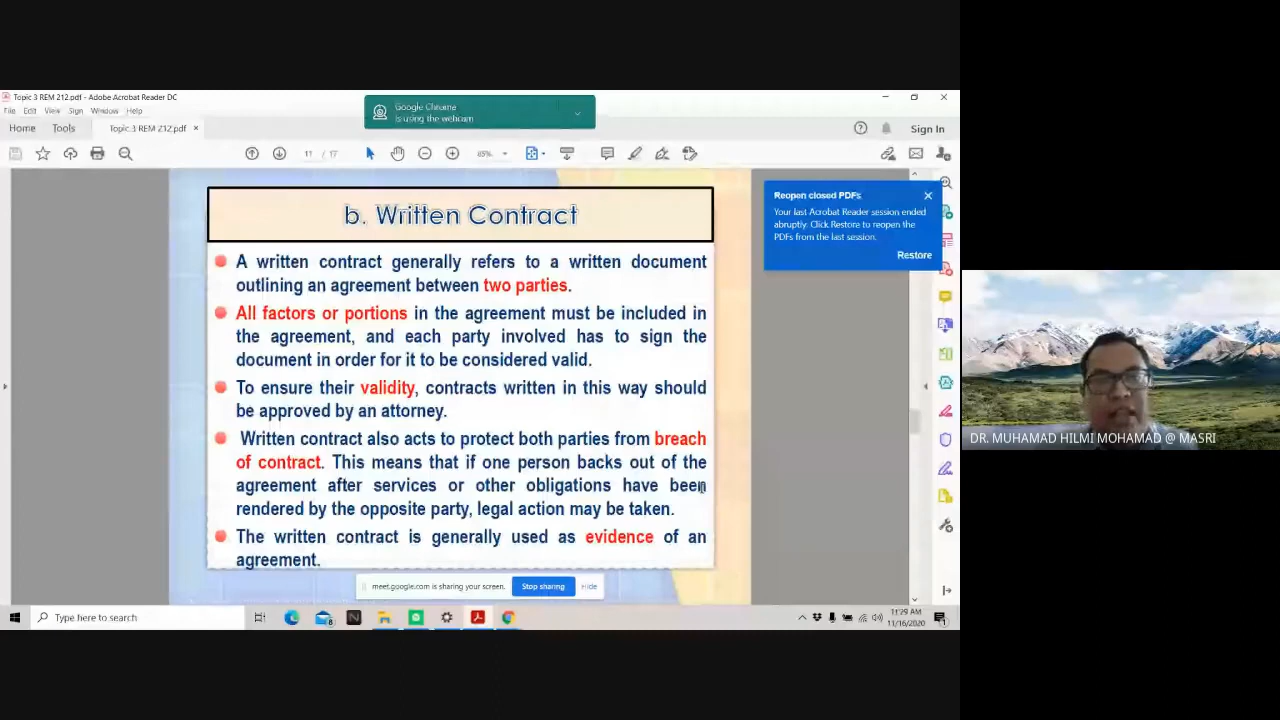 Topic 3 REM 212.pdf - Adobe Acrobat Reader DC
File Edit View Sign Window Help
Home Tools Topic 3 REM 212.pdf × Sign In
11 / 17 85%
Google Chrome
is using the webcam
Reopen closed PDFs
Your last Acrobat Reader session ended
abruptly. Click Restore to reopen the
PDFs from the last session.
Restore
b. Written Contract
A written contract generally refers to a written document
outlining an agreement between two parties.
All factors or portions in the agreement must be included in
the agreement, and each party involved has to sign the
document in order for it to be considered valid.
To ensure their validity, contracts written in this way should
be approved by an attorney.
Written contract also acts to protect both parties from breach
of contract. This means that if one person backs out of the
agreement after services or other obligations have been
rendered by the opposite party, legal action may be taken.
The written contract is generally used as evidence of an
agreement.
meet.google.com is sharing your screen. Stop sharing Hide
Type here to search
8
N
11:29 AM
11/16/2020
1
DR. MUHAMAD HILMI MOHAMAD @ MASRI